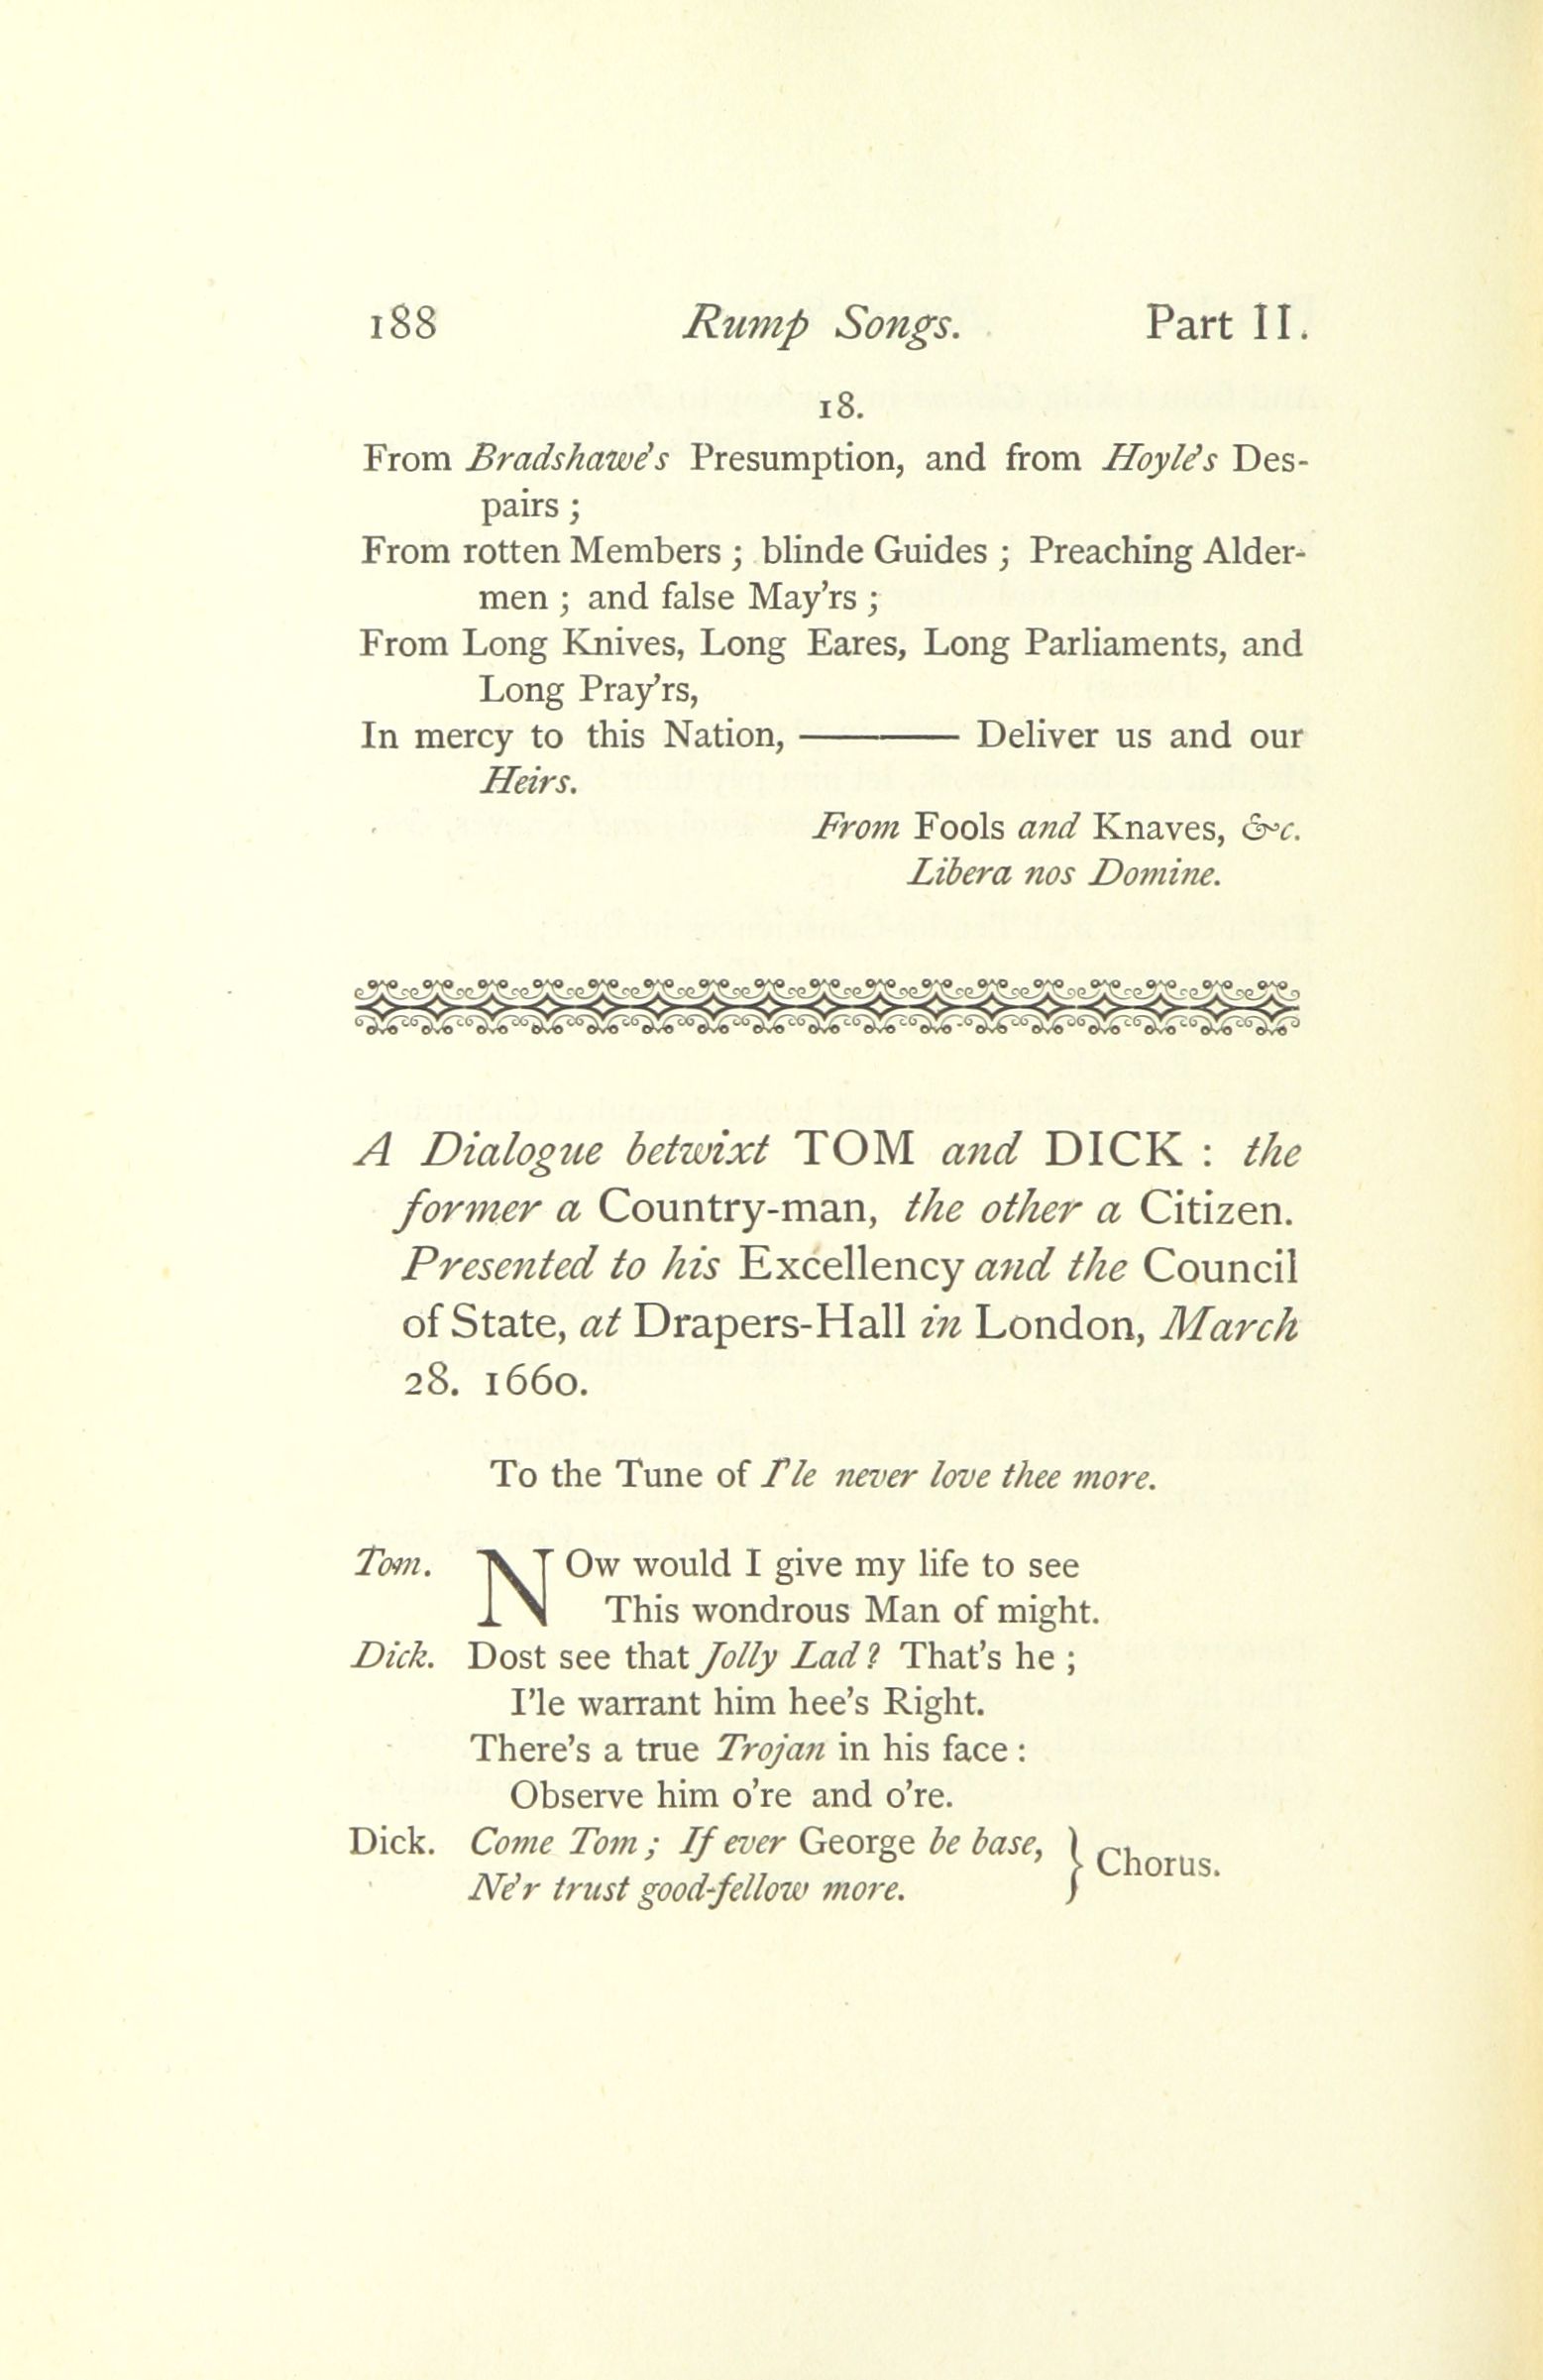 188 Rump Songs. Part II.
18.
From Bradshawe's Presumption, and from Hoyle's Des-
pairs ;
From rotten Members ; blinde Guides ; Preaching Alder-
men ; and false May'rs ;
From Long Knives, Long Eares, Long Parliaments, and
Long Pray'rs,
In mercy to this Nation, ——— Deliver us and our
Heirs.
From Fools and Knaves, &c.
Libera nos Domine.
A Dialogue betwixt TOM and DICK : the
former a Country-man, the other a Citizen.
Presented to his Excellency and the Council
of State, at Drapers-Hall in London, March
28. 1660.
To the Tune of I'le never love thee more.
Tom. NOw would I give my life to see
This wondrous Man of might.
Dick. Dost see that Jolly Lad ? That's he ;
I'le warrant him hee's Right.
There's a true Trojan in his face :
Observe him o're and o're.
Dick. Come Tom ; If ever George be base, } Chorus.
Ne'r trust good-fellow more.